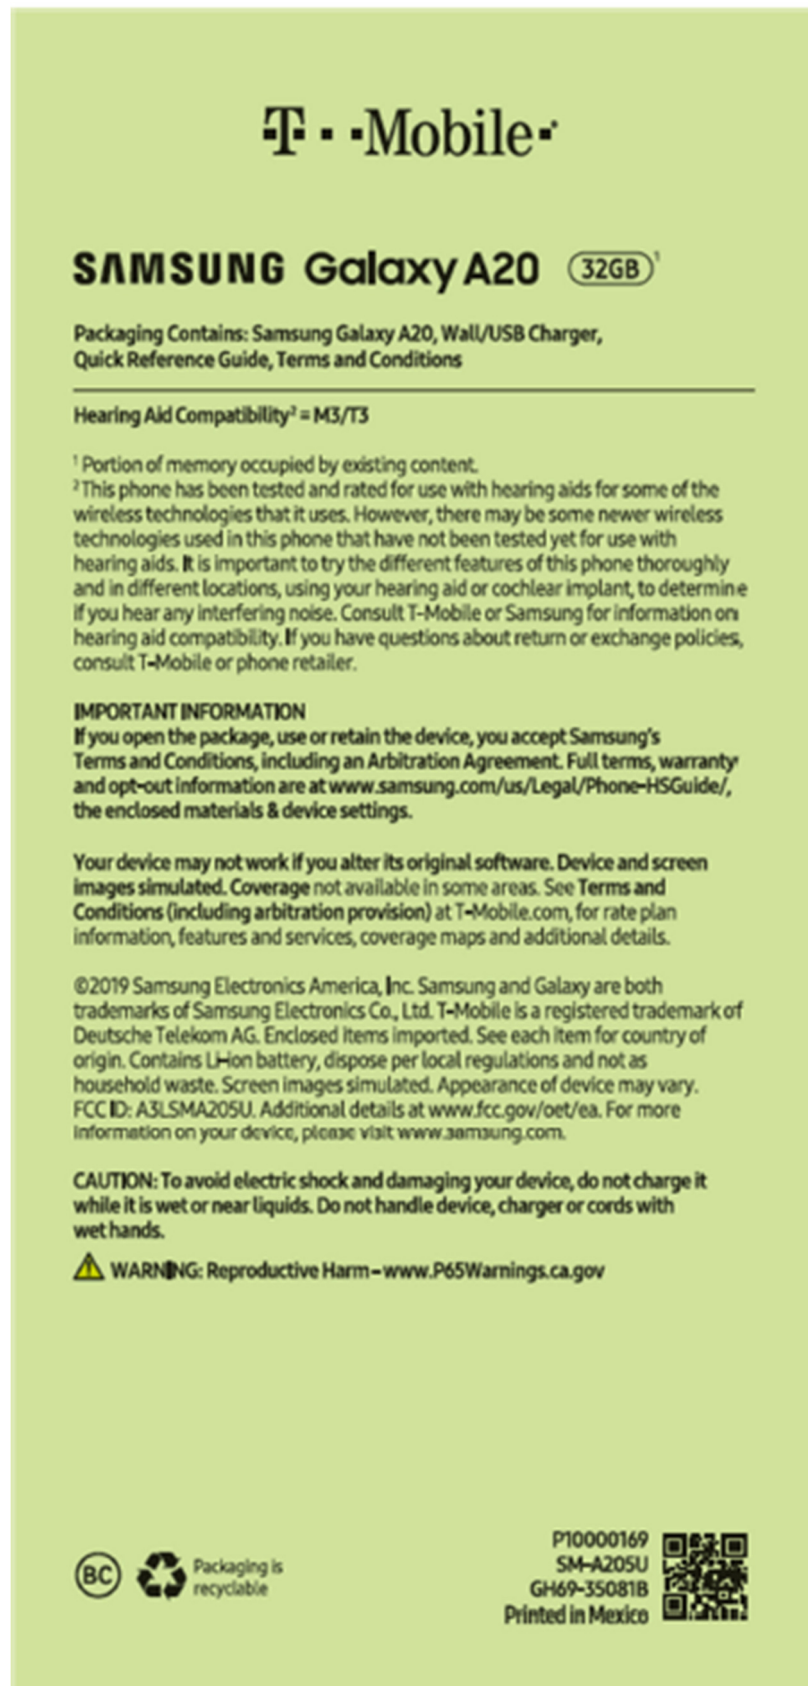 T··Mobile·
SAMSUNG Galaxy A20 32GB¹
Packaging Contains: Samsung Galaxy A20, Wall/USB Charger,
Quick Reference Guide, Terms and Conditions
Hearing Aid Compatibility² = M3/T3
¹ Portion of memory occupied by existing content.
² This phone has been tested and rated for use with hearing aids for some of the
wireless technologies that it uses. However, there may be some newer wireless
technologies used in this phone that have not been tested yet for use with
hearing aids. It is important to try the different features of this phone thoroughly
and in different locations, using your hearing aid or cochlear implant, to determine
if you hear any interfering noise. Consult T-Mobile or Samsung for information on
hearing aid compatibility. If you have questions about return or exchange policies,
consult T-Mobile or phone retailer.
IMPORTANT INFORMATION
If you open the package, use or retain the device, you accept Samsung's
Terms and Conditions, including an Arbitration Agreement. Full terms, warranty
and opt-out information are at www.samsung.com/us/Legal/Phone-HSGuide/,
the enclosed materials & device settings.
Your device may not work if you alter its original software. Device and screen
images simulated. Coverage not available in some areas. See Terms and
Conditions (including arbitration provision) at T-Mobile.com, for rate plan
information, features and services, coverage maps and additional details.
©2019 Samsung Electronics America, Inc. Samsung and Galaxy are both
trademarks of Samsung Electronics Co., Ltd. T-Mobile is a registered trademark of
Deutsche Telekom AG. Enclosed items imported. See each item for country of
origin. Contains Li-ion battery, dispose per local regulations and not as
household waste. Screen images simulated. Appearance of device may vary.
FCC ID: A3LSMA205U. Additional details at www.fcc.gov/oet/ea. For more
information on your device, please visit www.samsung.com.
CAUTION: To avoid electric shock and damaging your device, do not charge it
while it is wet or near liquids. Do not handle device, charger or cords with
wet hands.
WARNING: Reproductive Harm – www.P65Warnings.ca.gov
BC
Packaging is
recyclable
P10000169
SM-A205U
GH69-35081B
Printed in Mexico